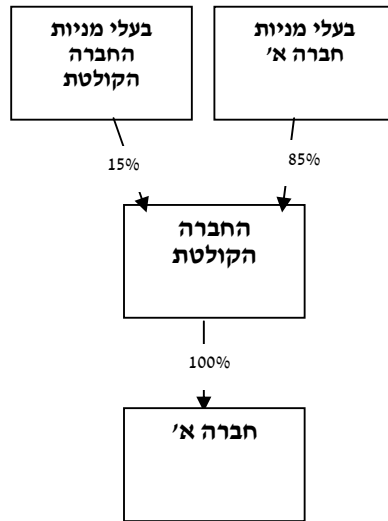 בעלי מניות
החברה
הקולטת
בעלי מניות
חברה א'
15%
85%
החברה
הקולטת
100%
חברה א'